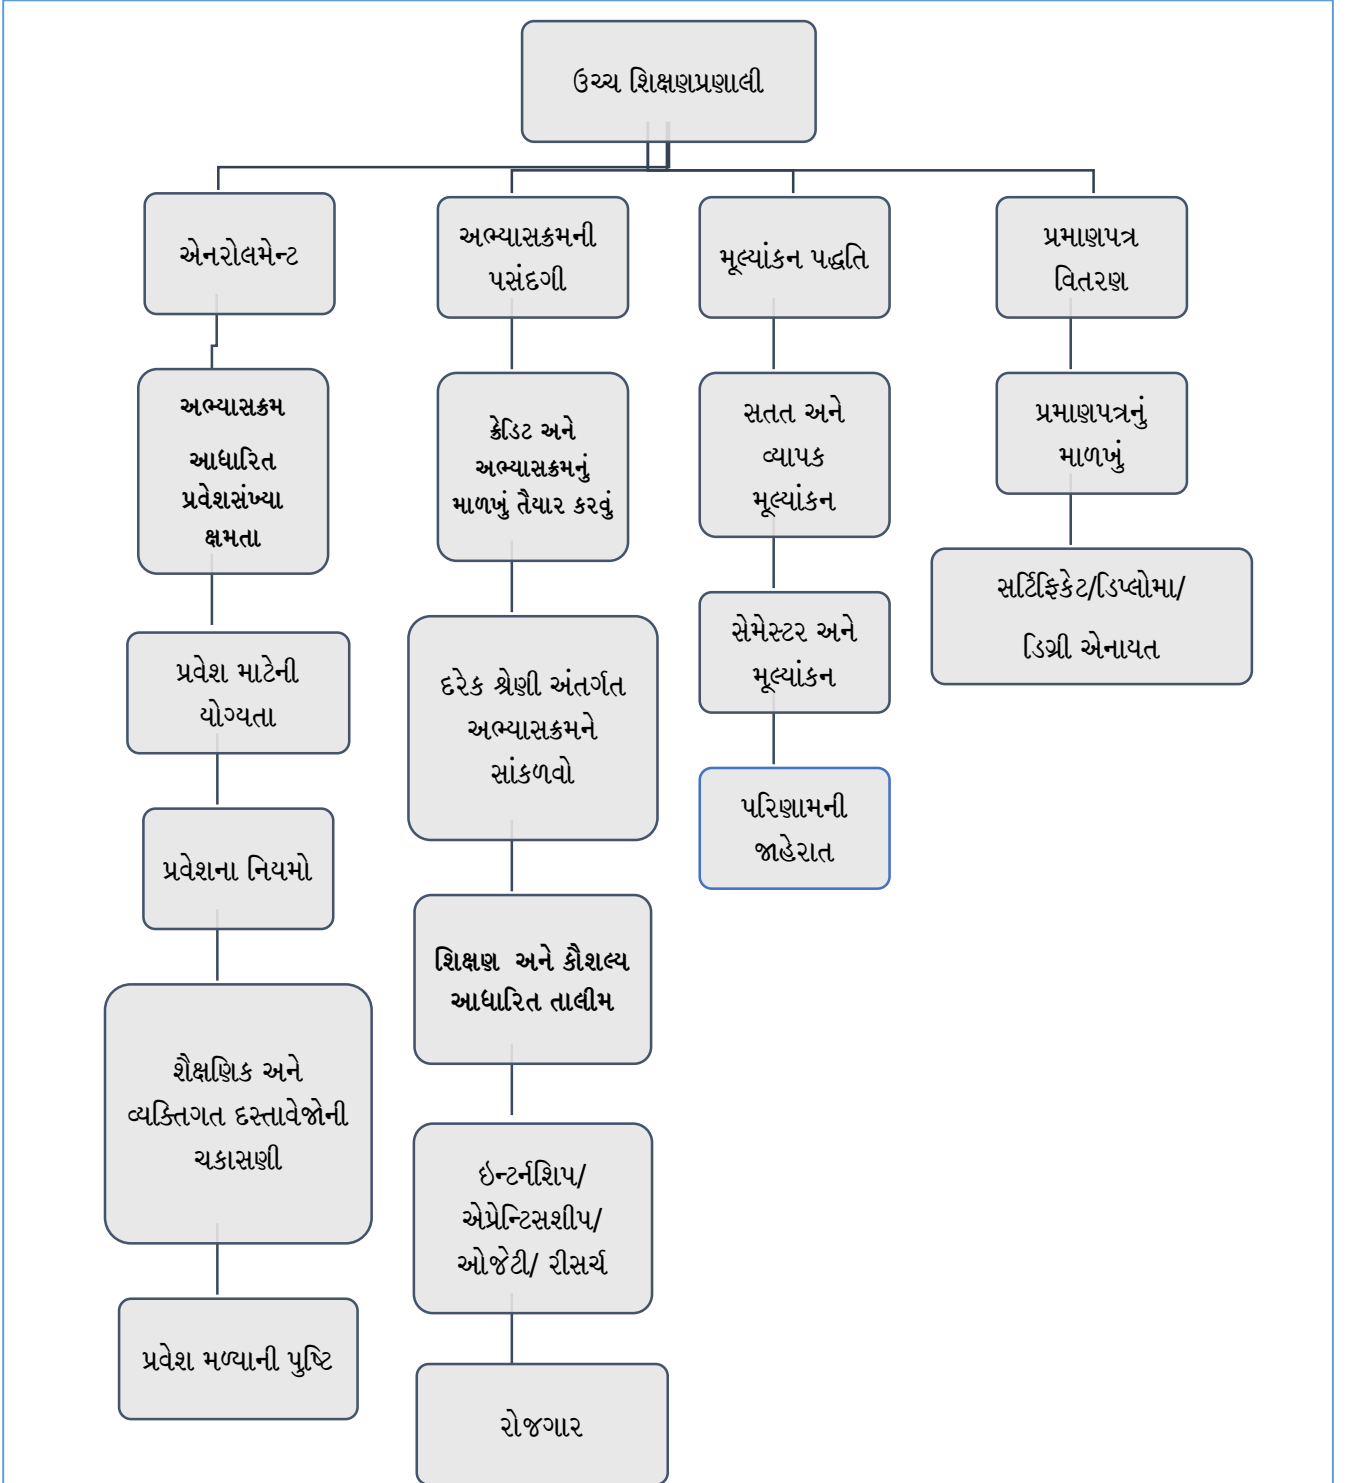 ઉચ્ચ શિક્ષણપ્રણાલી
એનરોલમેન્ટ
અભ્યાસક્રમ
આધારિત
પ્રવેશસંખ્યા
ક્ષમતા
પ્રવેશ માટેની
યોગ્યતા
પ્રવેશના નિયમો
શૈક્ષણિક અને
વ્યક્તિગત દસ્તાવેજોની
ચકાસણી
પ્રવેશ મળ્યાની પુષ્ટિ
અભ્યાસક્રમની
પસંદગી
ક્રેડિટ અને
અભ્યાસક્રમનું
માળખું તૈયાર કરવું
દરેક શ્રેણી અંતર્ગત
અભ્યાસક્રમને
સાંકળવો
શિક્ષણ અને કૌશલ્ય
આધારિત તાલીમ
ઇન્ટર્નશિપ/
એપ્રેન્ટિસશીપ/
ઓજેટી/ રીસર્ચ
રોજગાર
મૂલ્યાંકન પદ્ધતિ
સતત અને
વ્યાપક
મૂલ્યાંકન
સેમેસ્ટર અને
મૂલ્યાંકન
પરિણામની
જાહેરાત
પ્રમાણપત્ર
વિતરણ
પ્રમાણપત્રનું
માળખું
સર્ટિફિકેટ/ડિપ્લોમા/
ડિગ્રી એનાયત